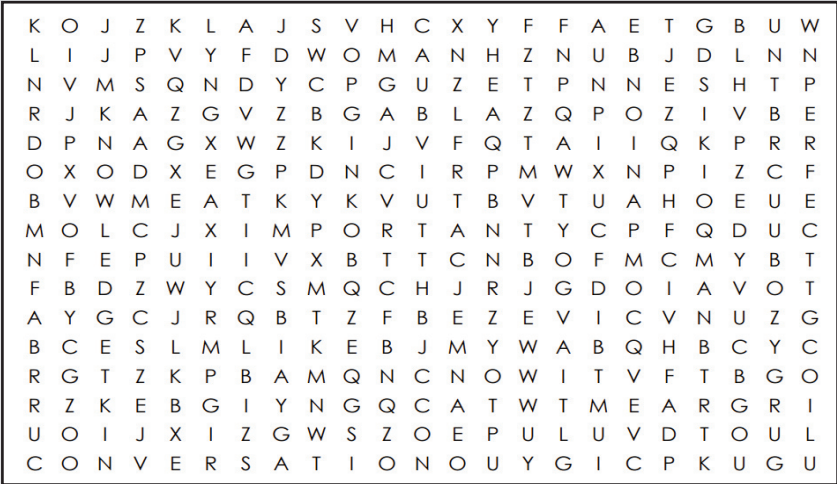 K O J Z K L A J S V H C X Y F F A E T G B U W
L I J P V Y F D W O M A N H Z N U B J D L N N
N V M S Q N D Y C P G U Z E T P N N E S H T P
R J K A Z G V Z B G A B L A Z Q P O Z I V B E
D P N A G X W Z K I J V F Q T A I I Q K P R R
O X O D X E G P D N C I R P M W X N P I Z C F
B V W M E A T K Y K V U T B V T U A H O E U E
M O L C J X I M P O R T A N T Y C P F Q D U C
N F E P U I I V X B T T C N B O F M C M Y B T
F B D Z W Y C S M Q C H J R J G D O I A V O T
A Y G C J R Q B T Z F B E Z E V I C V N U Z G
B C E S L M L I K E B J M Y W A B Q H B C Y C
R G T Z K P B A M Q N C N O W I T V F T B G O
R Z K E B G I Y N G Q C A T W T M E A R G R I
U O I J X I Z G W S Z O E P U L U V D T O U L
C O N V E R S A T I O N O U Y G I C P K U G U